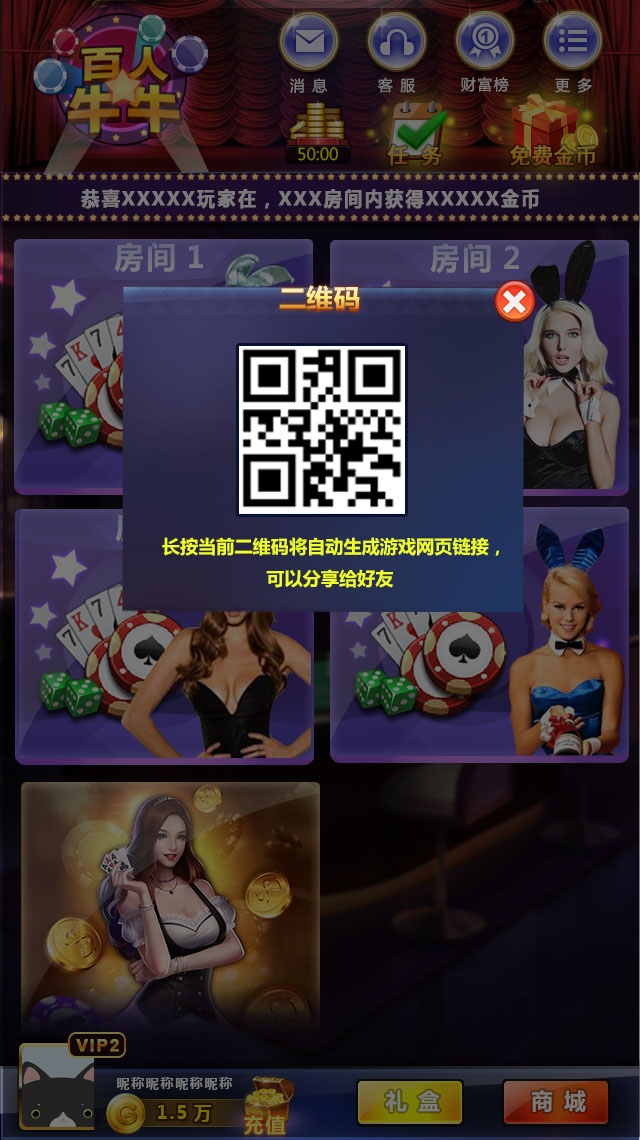 百人
牛牛
消息
客服
财富榜
更多
50:00
任务
免费金币
恭喜XXXXX玩家在，XXX房间内获得XXXXX金币
房间 1
房间 2
二维码
长按当前二维码将自动生成游戏网页链接，
可以分享给好友
VIP2
昵称昵称昵称昵称
1.5 万
充值
礼盒
商城